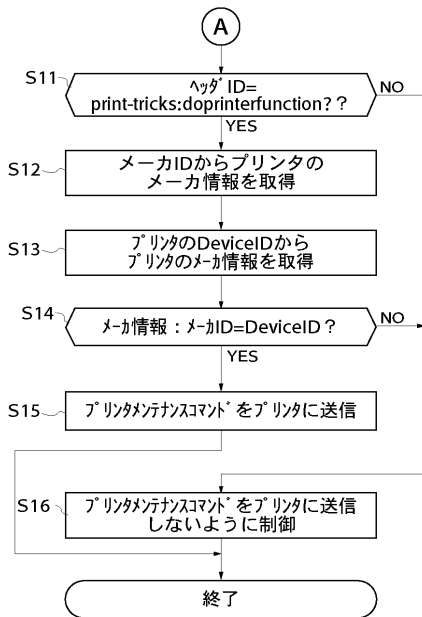 A
S11
ﾍｯﾀﾞID=
print-tricks:doprinterfunction??
NO
YES
S12
メーカIDからプリンタの
メーカ情報を取得
S13
ﾌﾟﾘﾝﾀのDeviceIDから
ﾌﾟﾘﾝﾀのﾒｰｶ情報を取得
S14
ﾒｰｶ情報：ﾒｰｶID=DeviceID？
NO
YES
S15
ﾌﾟﾘﾝﾀﾒﾝﾃﾅﾝｽｺﾏﾝﾄﾞをプリンタに送信
S16
ﾌﾟﾘﾝﾀﾒﾝﾃﾅﾝｽｺﾏﾝﾄﾞをプリンタに送信
しないように制御
終了